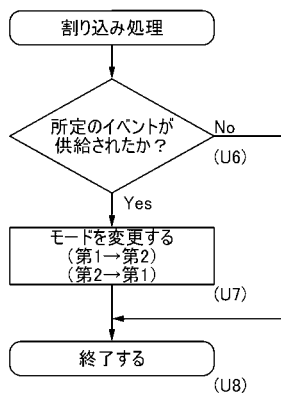 割り込み処理
所定のイベントが
供給されたか？
No
(U6)
Yes
モードを変更する
(第1→第2)
(第2→第1)
(U7)
終了する
(U8)